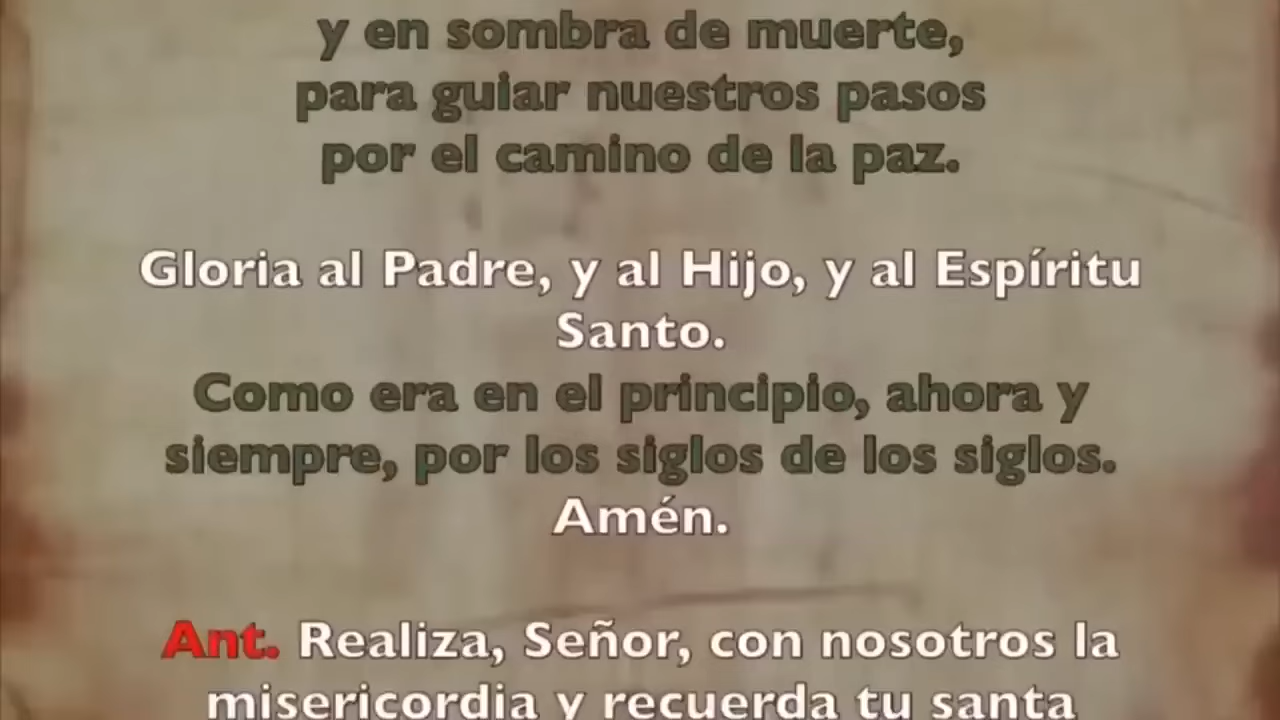 y en sombra de muerte,
para guiar nuestros pasos
por el camino de la paz.
Gloria al Padre, y al Hijo, y al Espíritu
Santo.
Como era en el principio, ahora y
siempre, por los siglos de los siglos.
Amén.
Ant. Realiza, Señor, con nosotros la
misericordia y recuerda tu santa